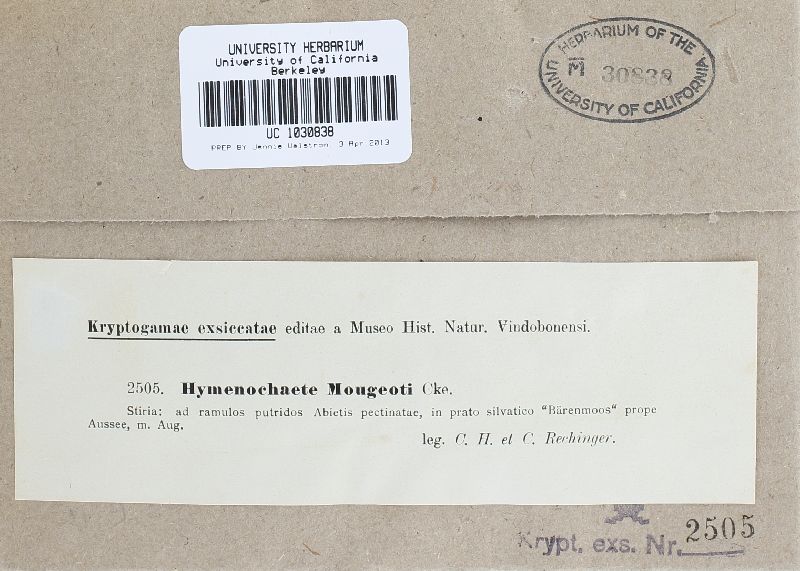 UNIVERSITY HERBARIUM
University of California
Berkeley
UC 1030838
PREP BY Jennie Walstrom 3 Apr 2013
HERBARIUM OF THE
M 30838
UNIVERSITY OF CALIFORNIA
Kryptogamae exsiccatae editae a Museo Hist. Natur. Vindobonensi.
2505. Hymenochaete Mougeoti Cke.
Stiria: ad ramulos putridos Abietis pectinatae, in prato silvatico "Bärenmoos" prope
Aussee, m. Aug.
leg. C. H. et C. Rechinger.
Krypt. exs. Nr. 2505